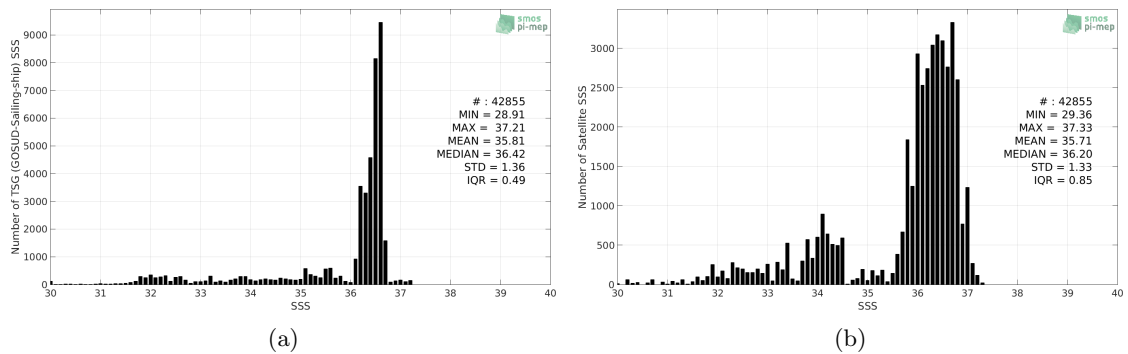 smos
pi-mep
Number of TSG (GOSUD-Sailing-ship) SSS
9000
8000
7000
6000
5000
4000
3000
2000
1000
0
# : 42855
MIN = 28.91
MAX = 37.21
MEAN = 35.81
MEDIAN = 36.42
STD = 1.36
IQR = 0.49
30 31 32 33 34 35 36 37 38 39 40
SSS
(a)
smos
pi-mep
Number of Satellite SSS
3000
2500
2000
1500
1000
500
0
# : 42855
MIN = 29.36
MAX = 37.33
MEAN = 35.71
MEDIAN = 36.20
STD = 1.33
IQR = 0.85
30 31 32 33 34 35 36 37 38 39 40
SSS
(b)